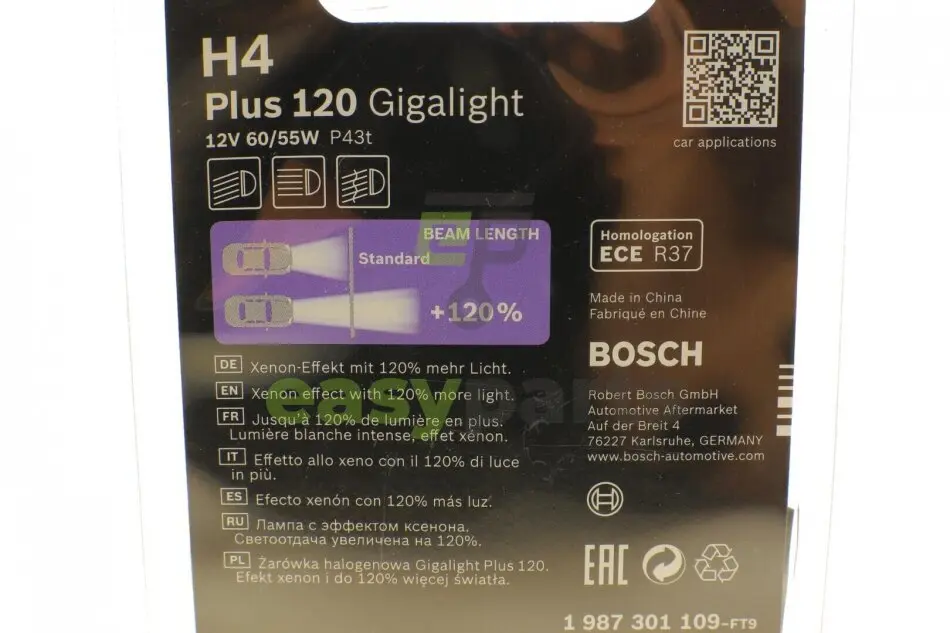 H4
Plus 120 Gigalight
12V 60/55W P43t
car applications
BEAM LENGTH
Standard
+120%
Homologation
ECE R37
Made in China
Fabriqué en Chine
BOSCH
Robert Bosch GmbH
Automotive Aftermarket
Auf der Breit 4
76227 Karlsruhe, GERMANY
www.bosch-automotive.com
DE Xenon-Effekt mit 120% mehr Licht.
EN Xenon effect with 120% more light.
FR Jusqu'à 120% de lumière en plus.
Lumière blanche intense, effet xénon.
IT Effetto allo xeno con il 120% di luce
in più.
ES Efecto xenón con 120% más luz.
RU Лампа с эффектом ксенона.
Светоотдача увеличена на 120%.
PL Żarówka halogenowa Gigalight Plus 120.
Efekt xenon i do 120% więcej światła.
EAC
1 987 301 109-FT9
EP
easypar